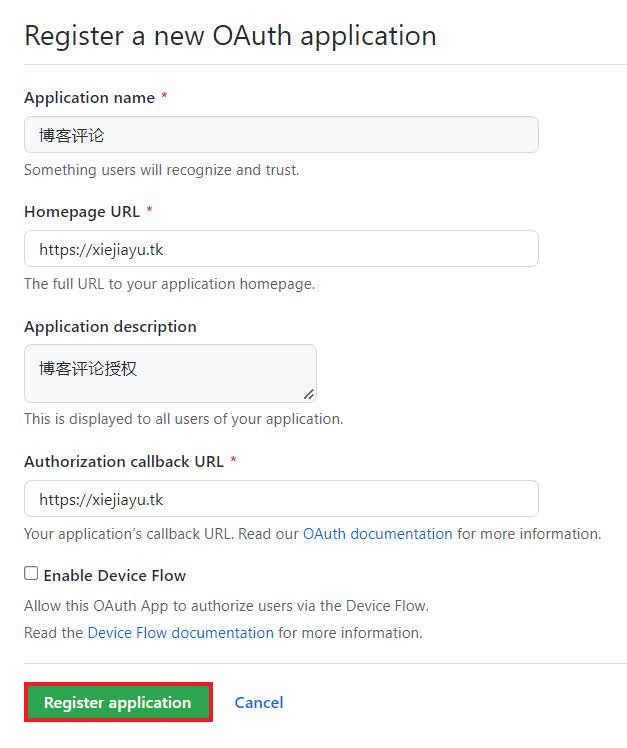 Register a new OAuth application
Application name *
博客评论
Something users will recognize and trust.
Homepage URL *
https://xiejiayu.tk
The full URL to your application homepage.
Application description
博客评论授权
This is displayed to all users of your application.
Authorization callback URL *
https://xiejiayu.tk
Your application’s callback URL. Read our OAuth documentation for more information.
Enable Device Flow
Allow this OAuth App to authorize users via the Device Flow.
Read the Device Flow documentation for more information.
Register application Cancel